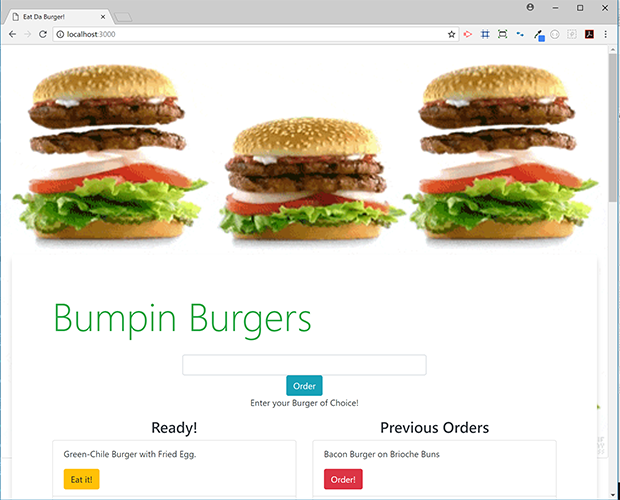 Eat Da Burger!
localhost:3000
Bumpin Burgers
Order
Enter your Burger of Choice!
Ready!
Previous Orders
Green-Chile Burger with Fried Egg.
Bacon Burger on Brioche Buns
Eat it!
Order!